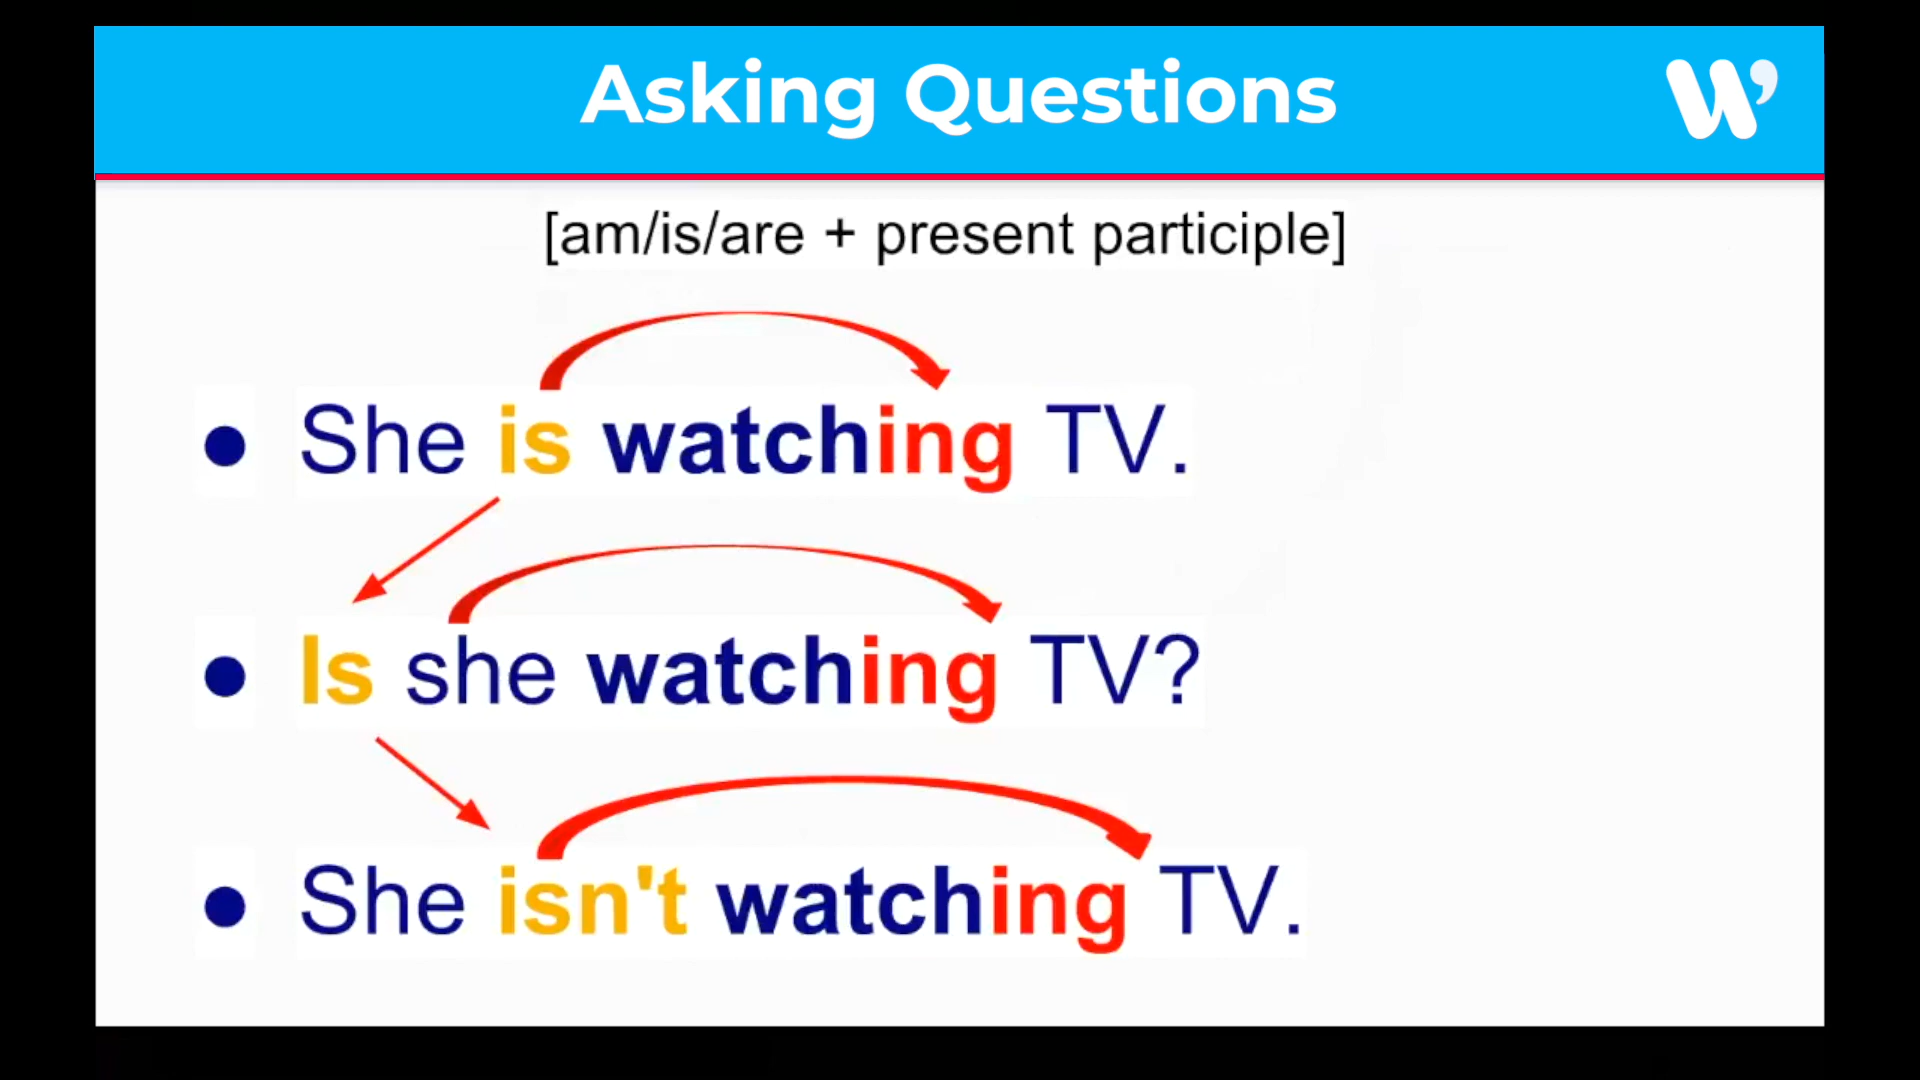 Asking Questions
[am/is/are + present participle]
● She is watching TV.
● Is she watching TV?
● She isn't watching TV.